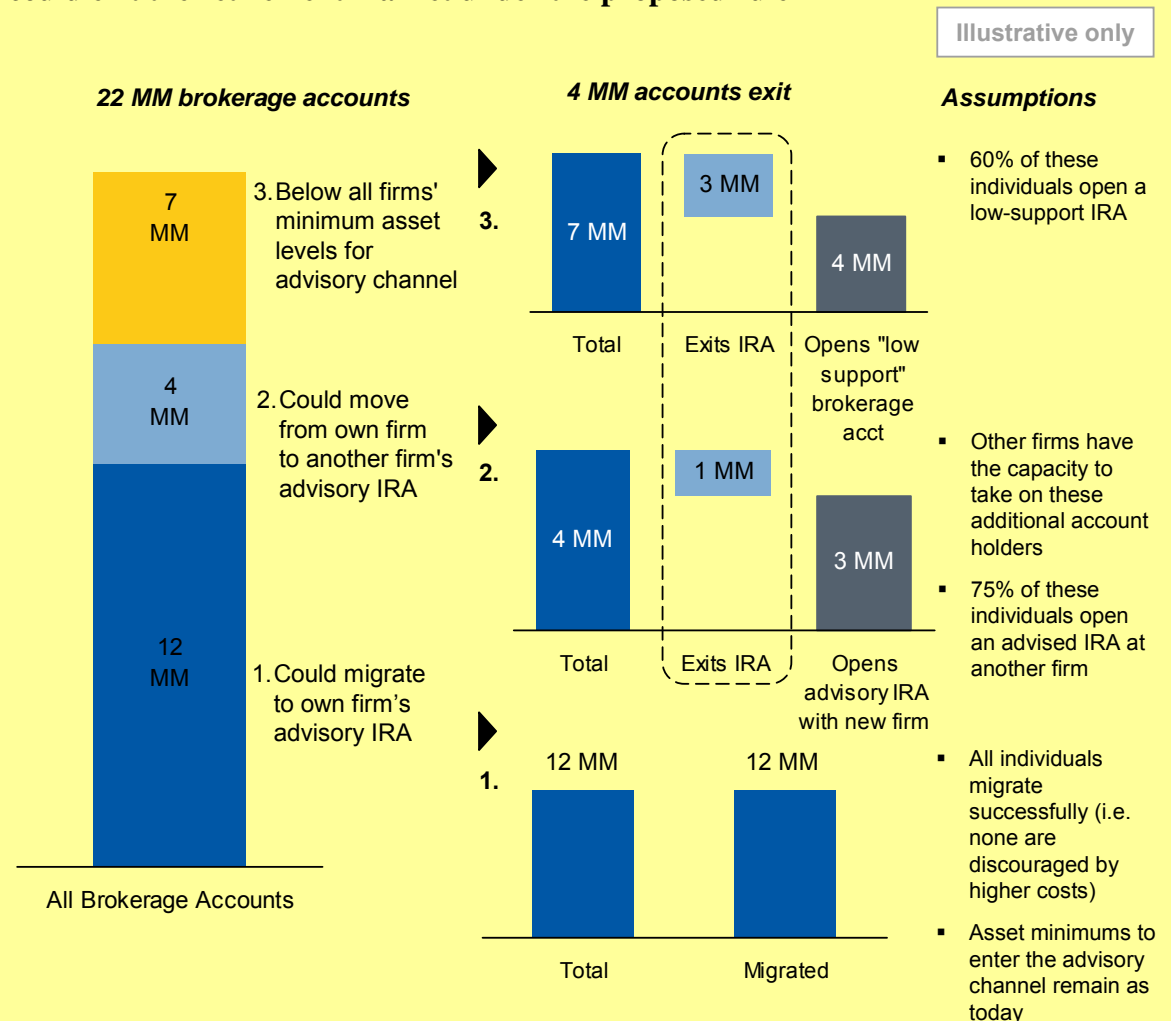 under the proposed rule
Illustrative only
22 MM brokerage accounts
4 MM accounts exit
Assumptions
7
MM
3. Below all firms'
minimum asset
levels for
advisory channel
4
MM
2. Could move
from own firm
to another firm's
advisory IRA
12
MM
1. Could migrate
to own firm’s
advisory IRA
All Brokerage Accounts
3.
7 MM
3 MM
4 MM
Total
Exits IRA
Opens "low
support"
brokerage
acct
▪ 60% of these
individuals open a
low-support IRA
2.
4 MM
1 MM
3 MM
Total
Exits IRA
Opens
advisory IRA
with new firm
▪ Other firms have
the capacity to
take on these
additional account
holders
▪ 75% of these
individuals open
an advised IRA at
another firm
1.
12 MM
12 MM
Total
Migrated
▪ All individuals
migrate
successfully (i.e.
none are
discouraged by
higher costs)
▪ Asset minimums to
enter the advisory
channel remain as
today